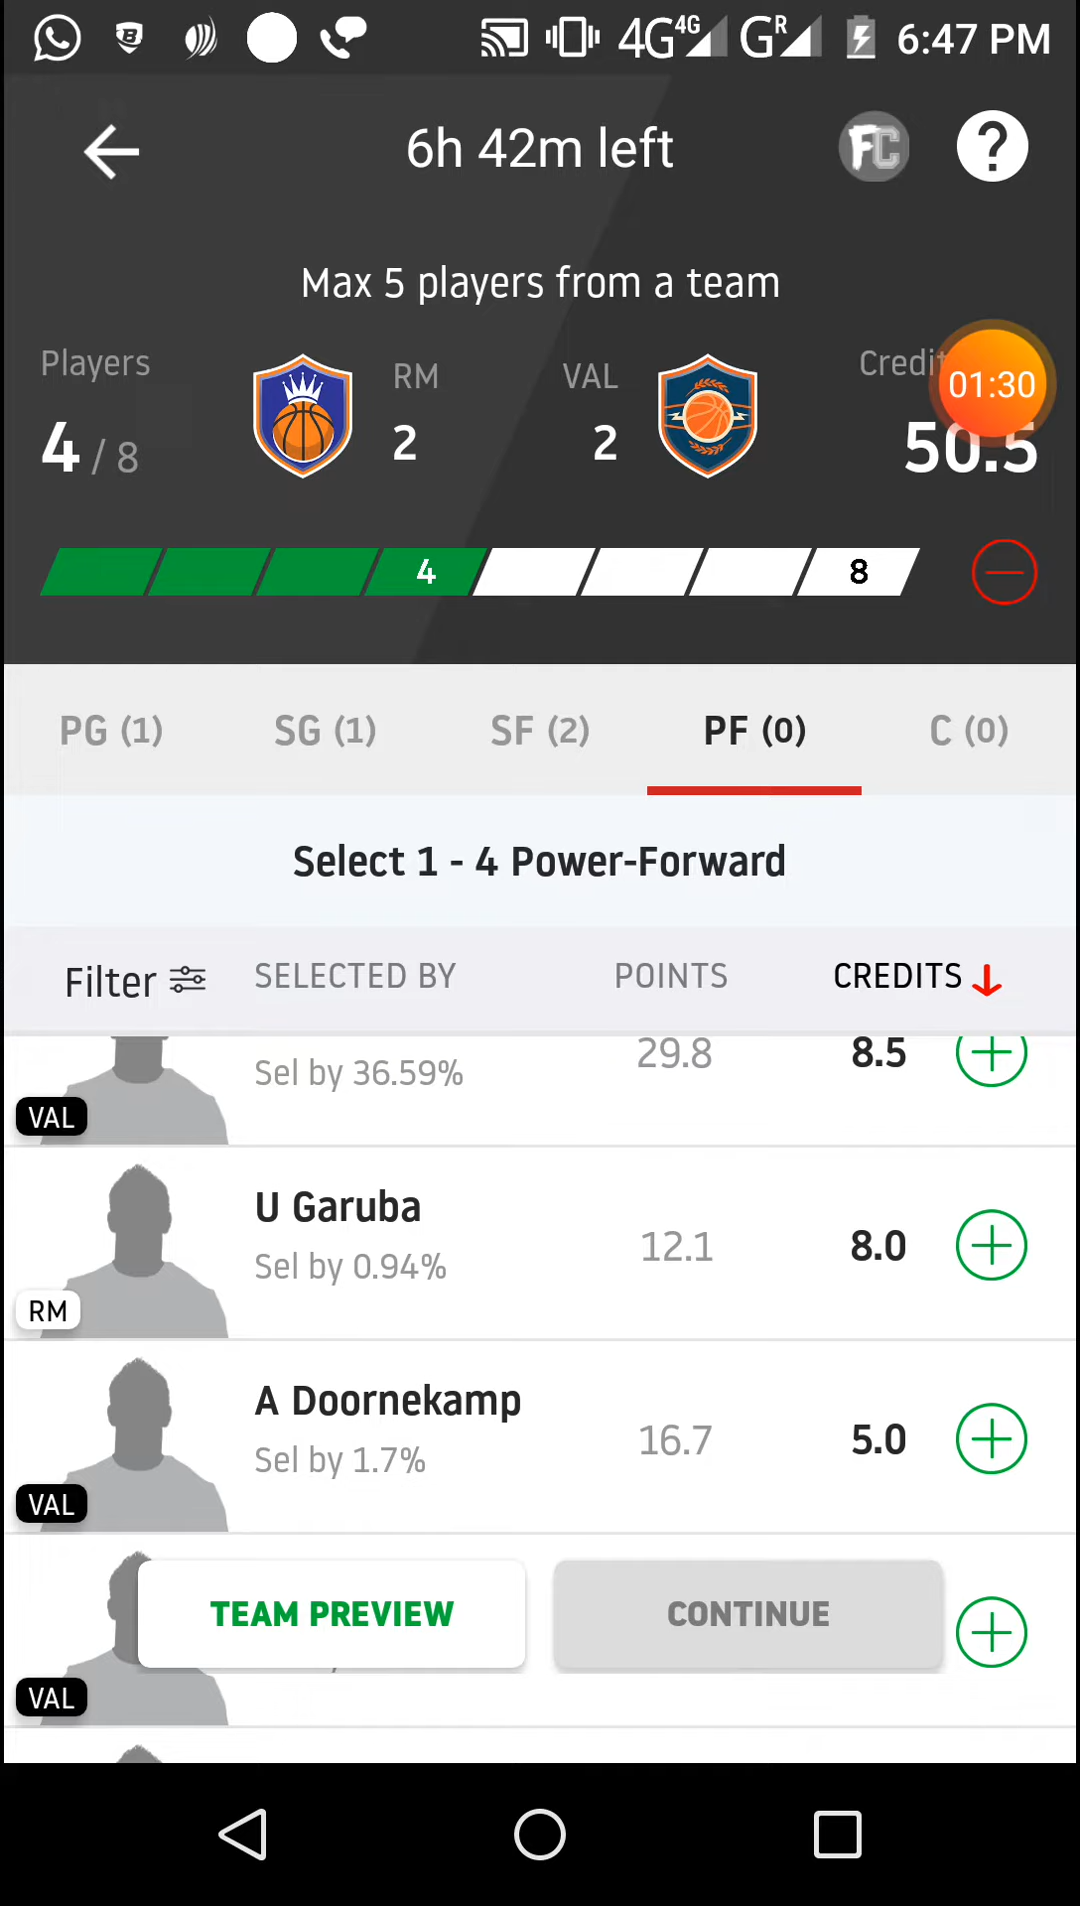 4G 4G G R 6:47 PM
6h 42m left FC ?
Max 5 players from a team
Players RM VAL
4 / 8 2 2 50.5
01:30
4 8
PG (1) SG (1) SF (2) PF (0) C (0)
Select 1 - 4 Power-Forward
Filter SELECTED BY POINTS CREDITS
Sel by 36.59% 29.8 8.5
VAL
U Garuba
Sel by 0.94% 12.1 8.0
RM
A Doornekamp
Sel by 1.7% 16.7 5.0
VAL
TEAM PREVIEW CONTINUE
VAL